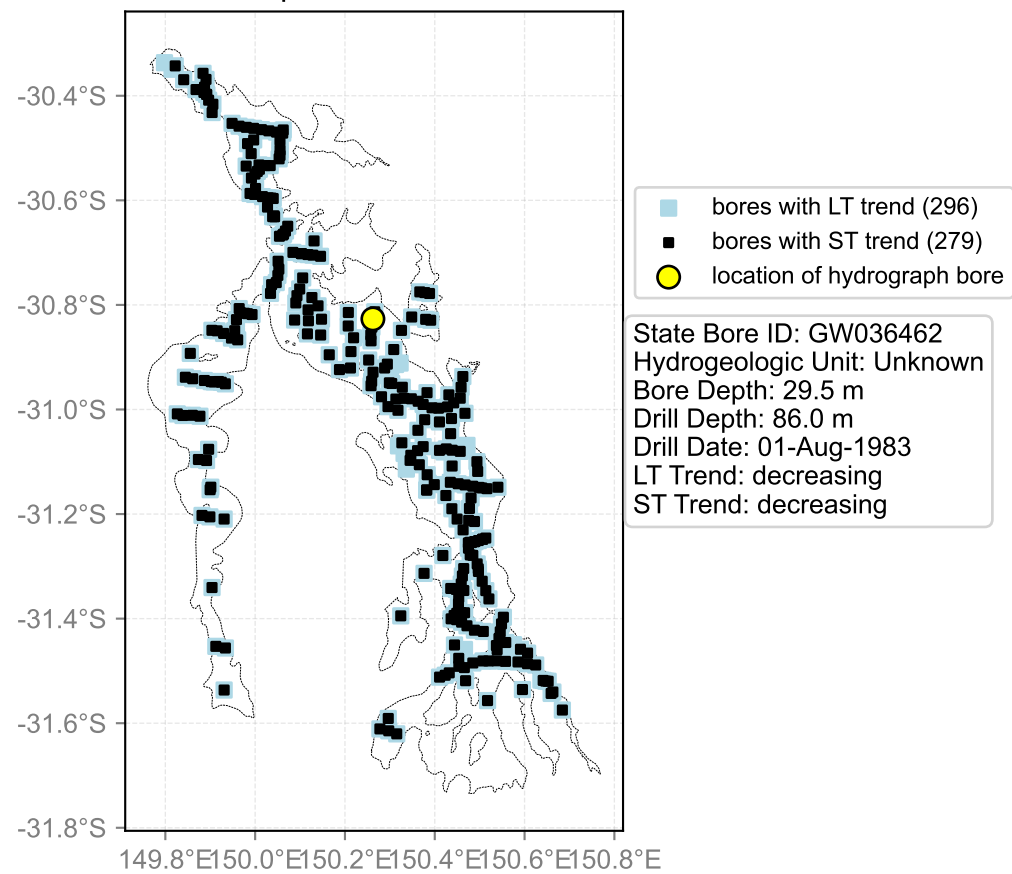 -30.4°S
-30.6°S
-30.8°S
-31.0°S
-31.2°S
-31.4°S
-31.6°S
-31.8°S
149.8°E150.0°E150.2°E150.4°E150.6°E150.8°E
bores with LT trend (296)
bores with ST trend (279)
location of hydrograph bore
State Bore ID: GW036462
Hydrogeologic Unit: Unknown
Bore Depth: 29.5 m
Drill Depth: 86.0 m
Drill Date: 01-Aug-1983
LT Trend: decreasing
ST Trend: decreasing